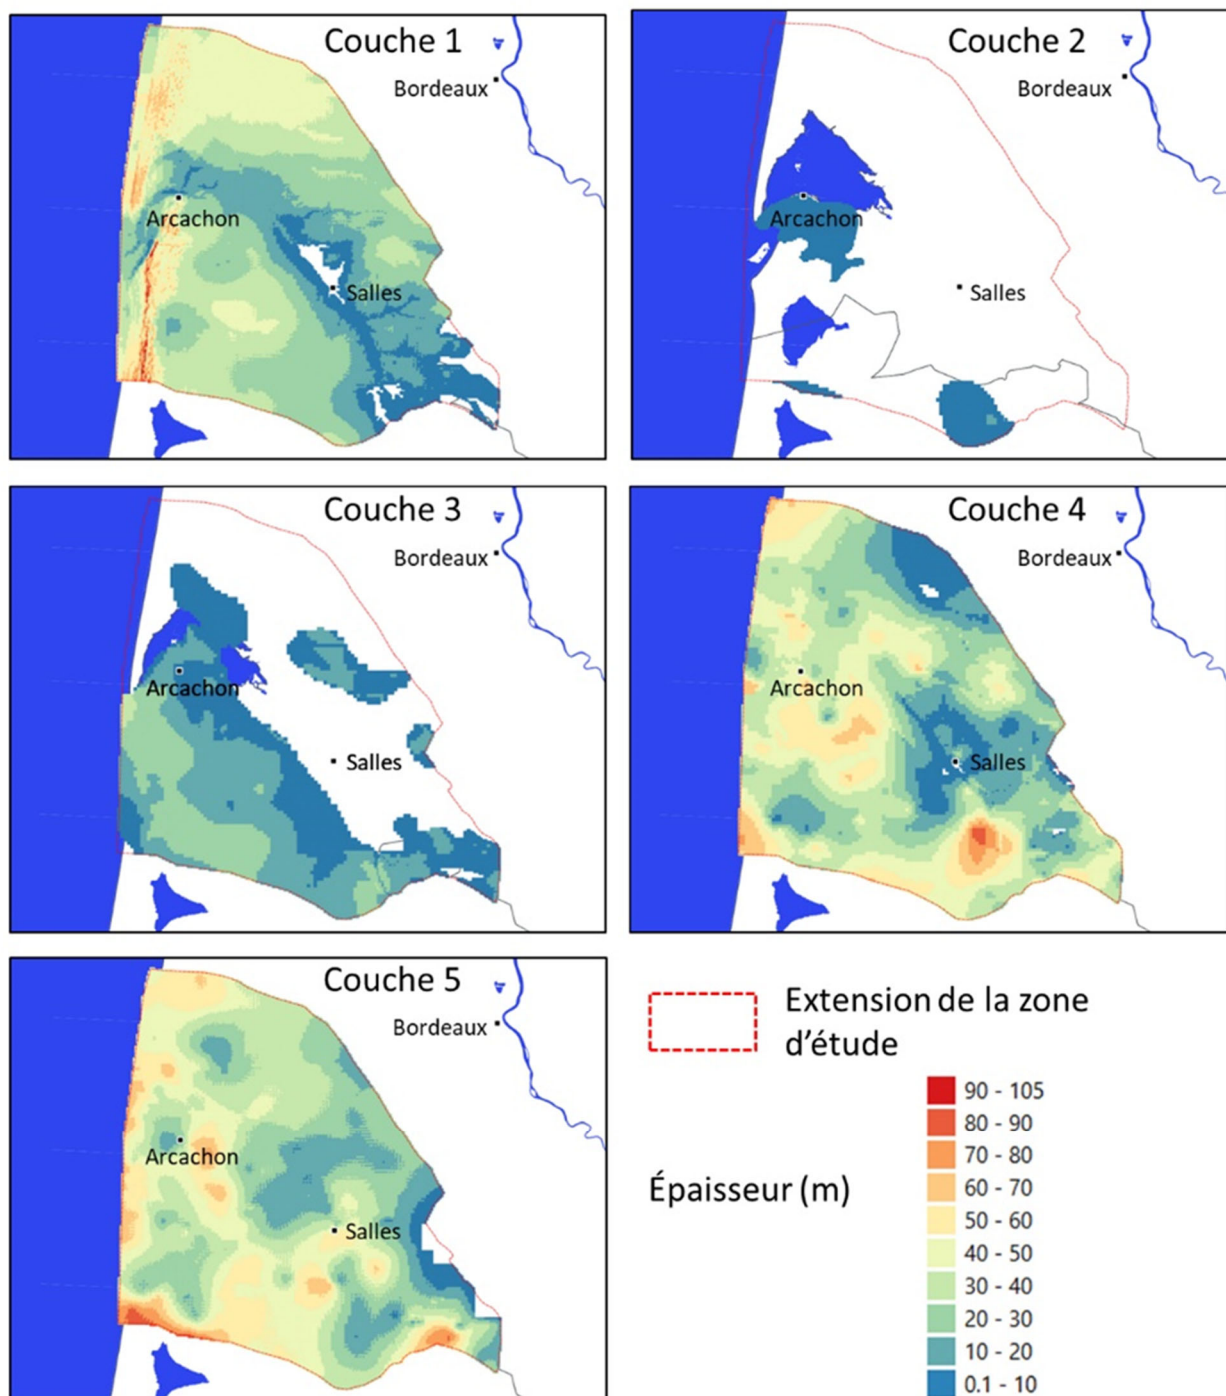 Couche 1
Bordeaux
Arcachon
Salles
Couche 2
Bordeaux
Arcachon
Salles
Couche 3
Bordeaux
Arcachon
Salles
Couche 4
Bordeaux
Arcachon
Salles
Couche 5
Bordeaux
Arcachon
Salles
Extension de la zone
d'étude
Épaisseur (m)
90 - 105
80 - 90
70 - 80
60 - 70
50 - 60
40 - 50
30 - 40
20 - 30
10 - 20
0.1 - 10